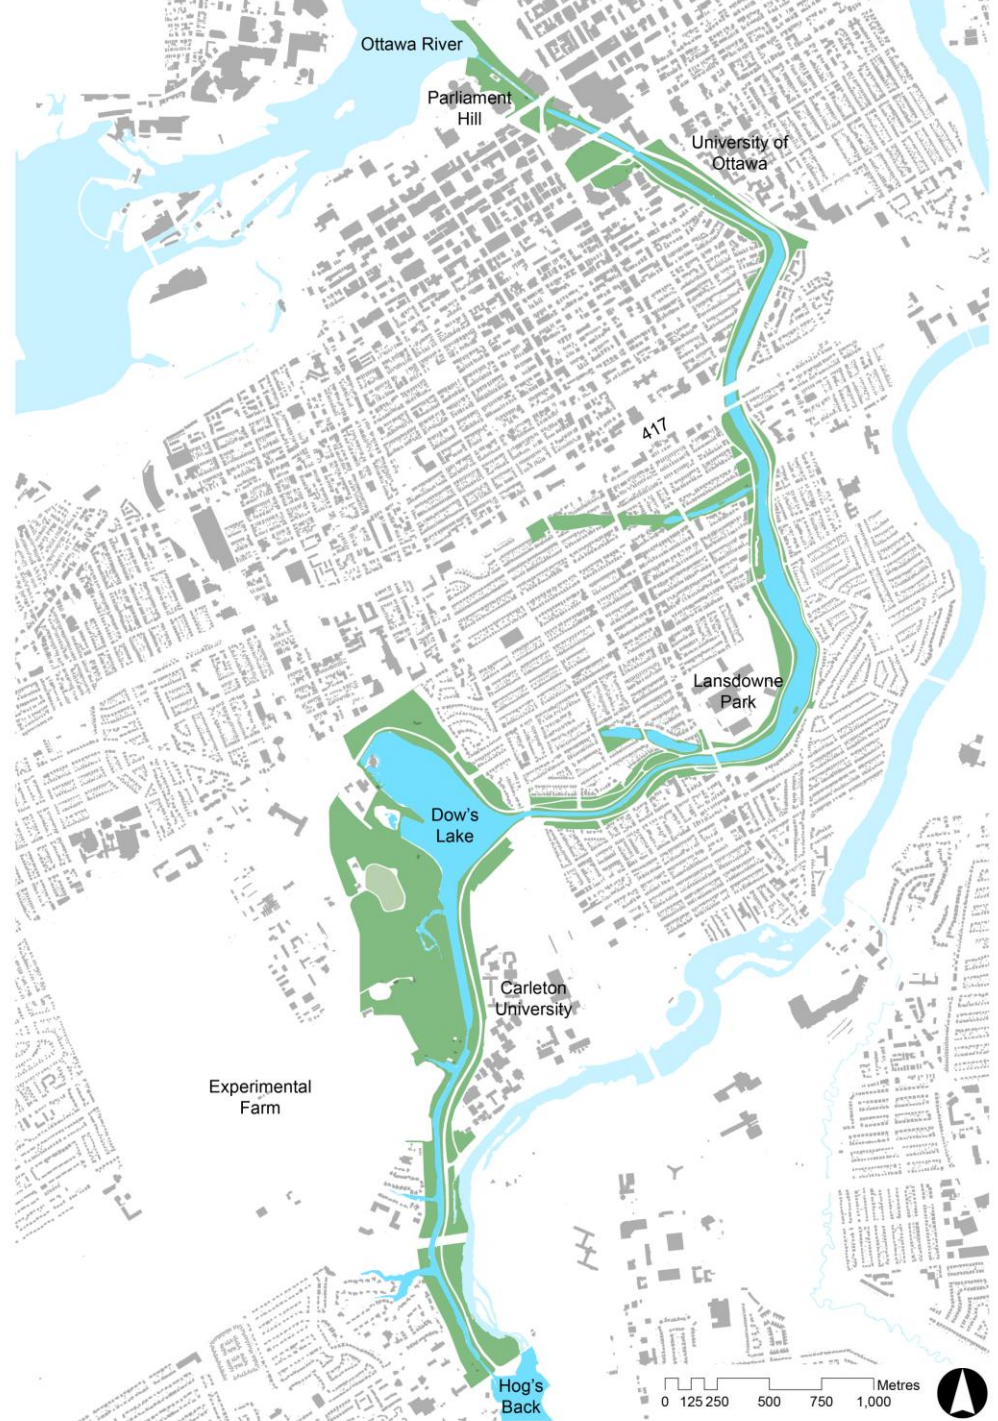 Ottawa River
Parliament
Hill
University of
Ottawa
417
Lansdowne
Park
Dow's
Lake
Carleton
University
Experimental
Farm
Hog's
Back
Metres
0 125 250 500 750 1,000